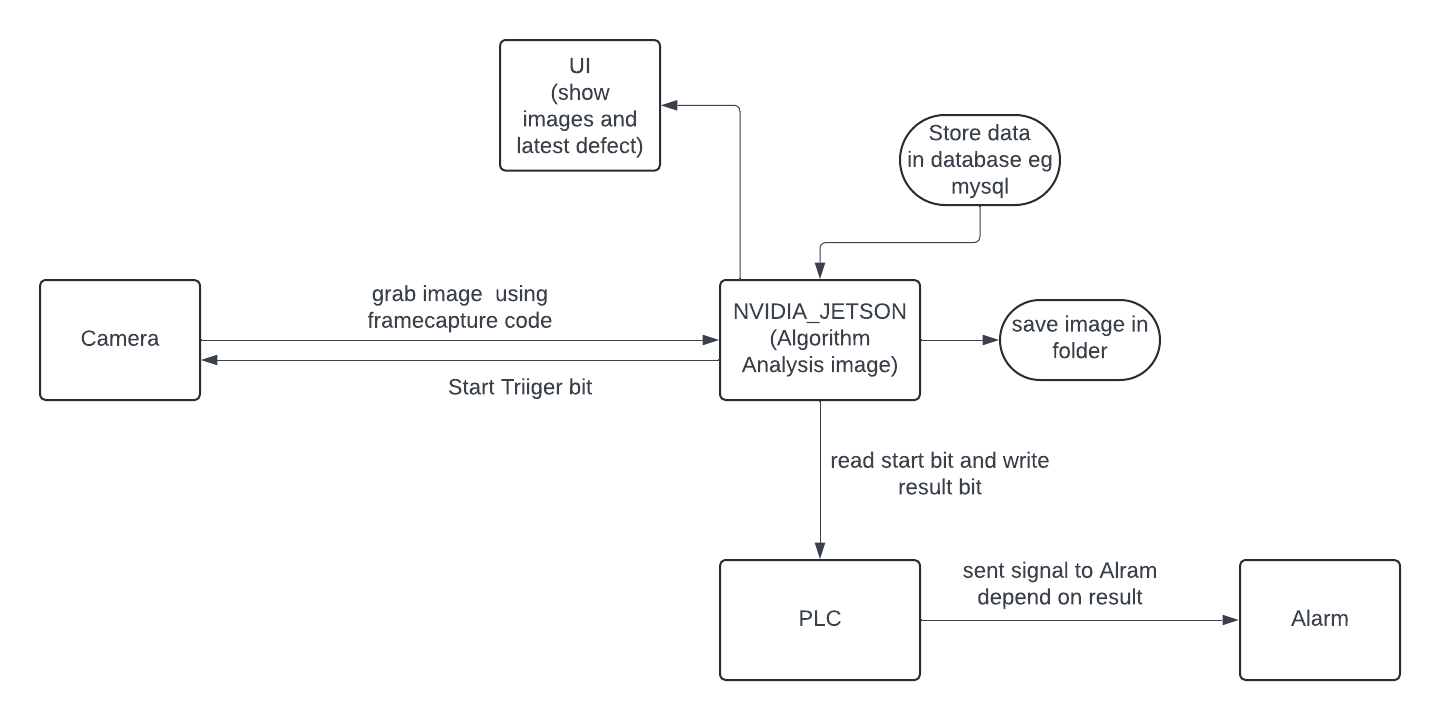 UI
(show
images and
latest defect)
Store data
in database eg
mysql
grab image  using
framecapture code
Camera
NVIDIA_JETSON
(Algorithm
Analysis image)
save image in
folder
Start Triiger bit
read start bit and write
result bit
sent signal to Alram
depend on result
PLC
Alarm